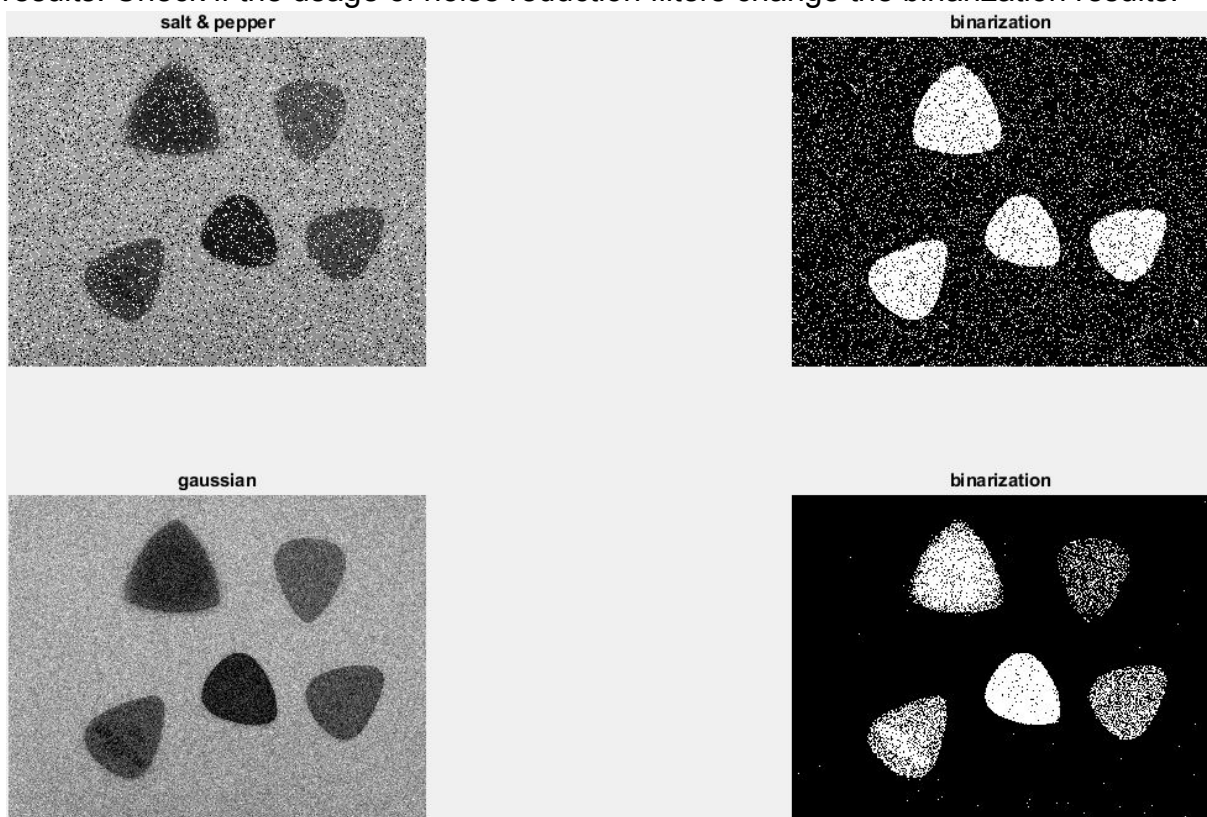 results. Check if the usage of noise reduction filters change the binarization results.
salt & pepper
binarization
gaussian
binarization